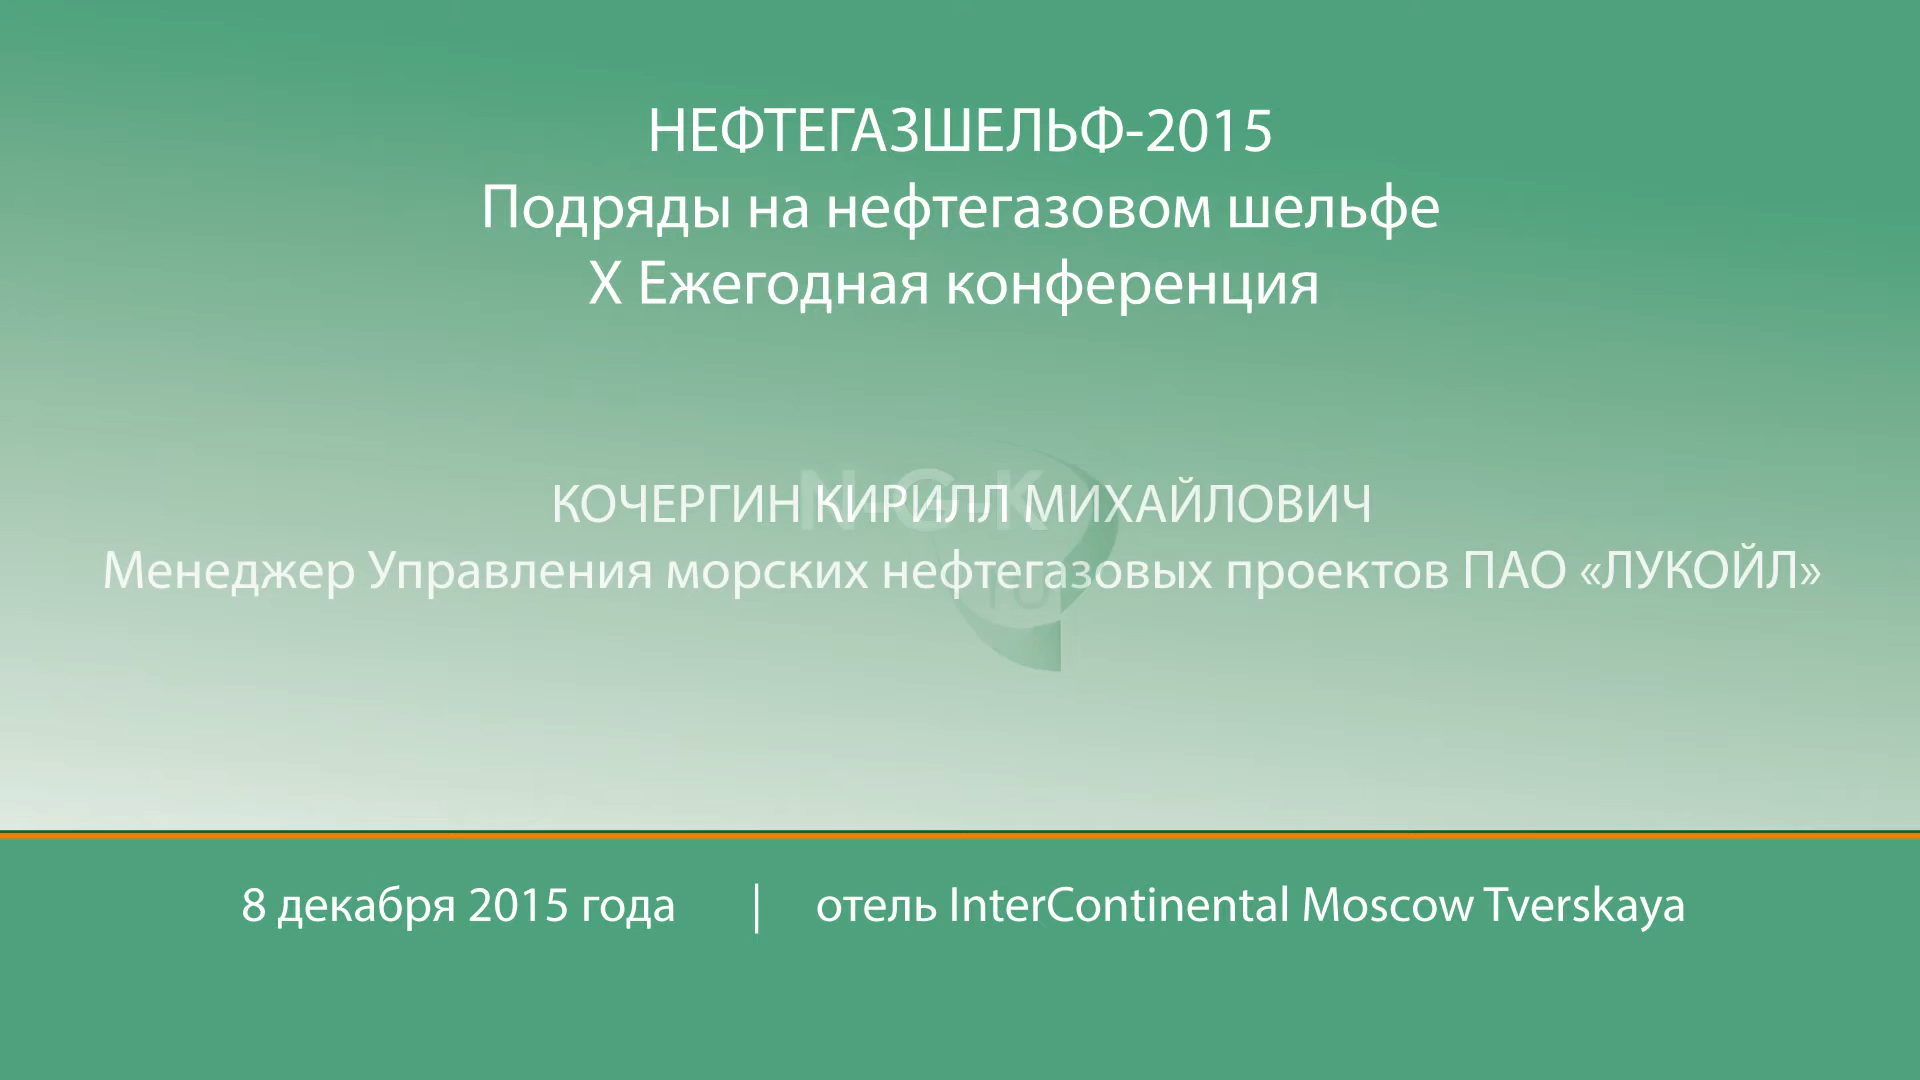 НЕФТЕГАЗШЕЛЬФ-2015
Подряды на нефтегазовом шельфе
X Ежегодная конференция
N-G-K
КОЧЕРГИН КИРИЛЛ МИХАЙЛОВИЧ
Менеджер Управления морских нефтегазовых проектов ПАО «ЛУКОЙЛ»
8 декабря 2015 года | отель InterContinental Moscow Tverskaya